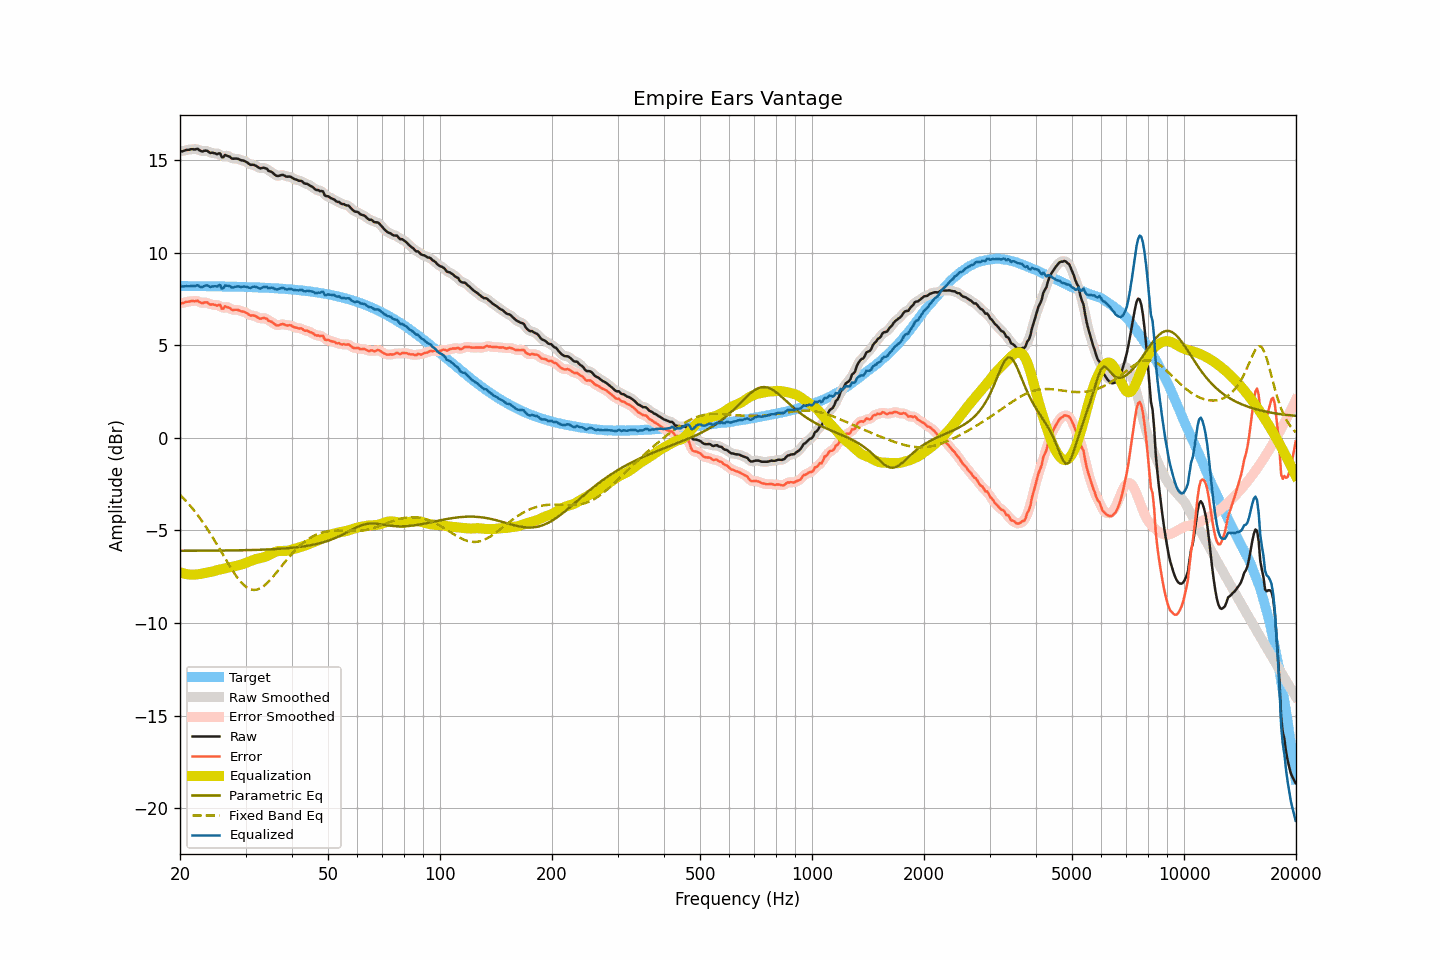 Empire Ears Vantage
Amplitude (dBr)
15
10
5
0
−5
−10
−15
−20
Target
Raw Smoothed
Error Smoothed
Raw
Error
Equalization
Parametric Eq
Fixed Band Eq
Equalized
20 50 100 200 500 1000 2000 5000 10000 20000
Frequency (Hz)